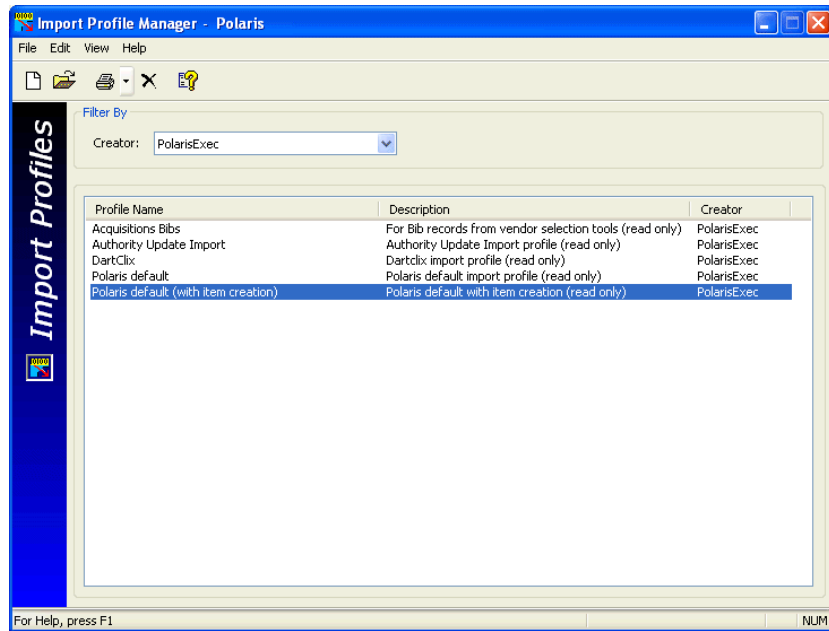 Import Profile Manager - Polaris
File Edit View Help
Import Profiles
Filter By
Creator: PolarisExec
Profile Name Description Creator
Acquisitions Bibs For Bib records from vendor selection tools (read only) PolarisExec
Authority Update Import Authority Update Import profile (read only) PolarisExec
DartClix Dartclix import profile (read only) PolarisExec
Polaris default Polaris default import profile (read only) PolarisExec
Polaris default (with item creation) Polaris default with item creation (read only) PolarisExec
For Help, press F1 NUM